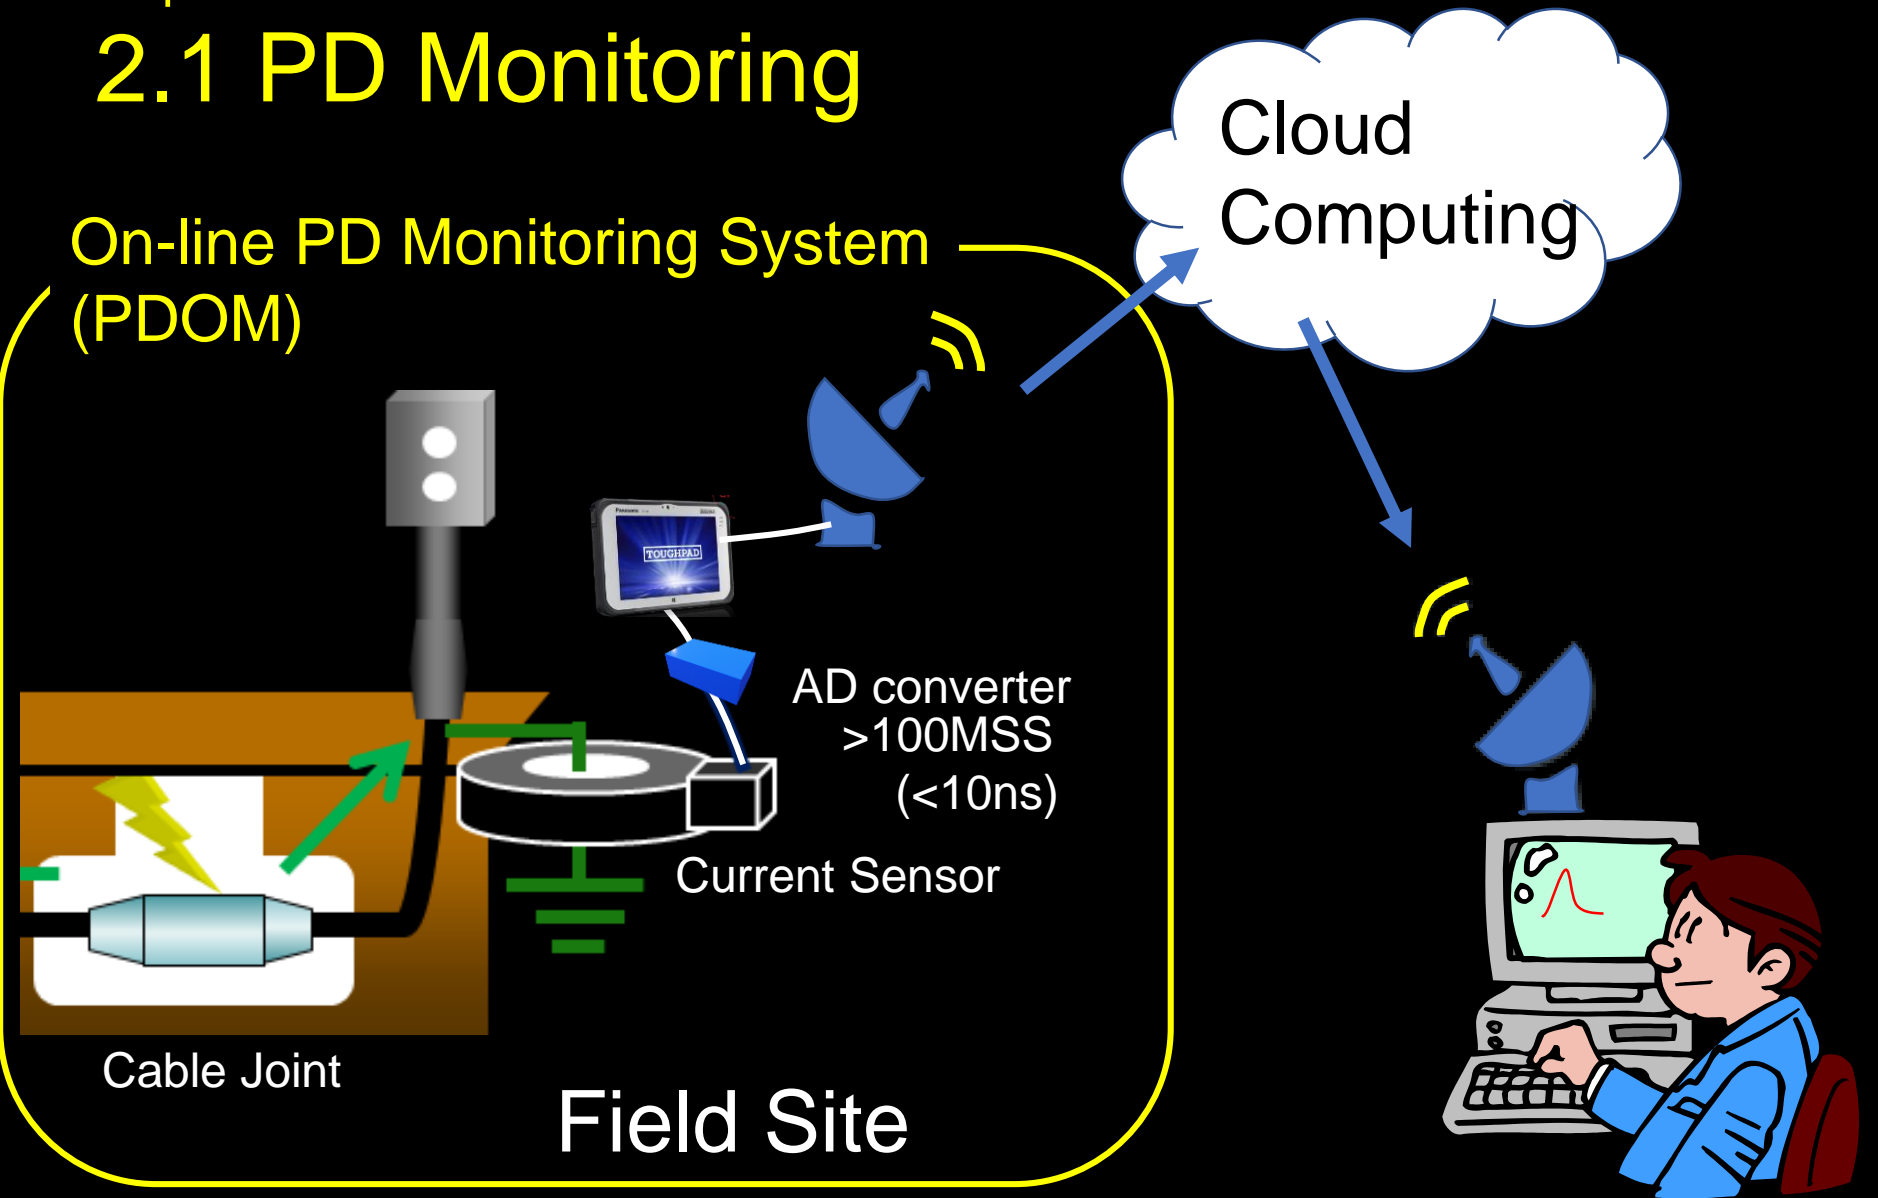 2.1 PD Monitoring
Cloud
Computing
On-line PD Monitoring System
(PDOM)
Panasonic
TOUGHPAD
AD converter
>100MSS
(<10ns)
Current Sensor
Cable Joint
Field Site